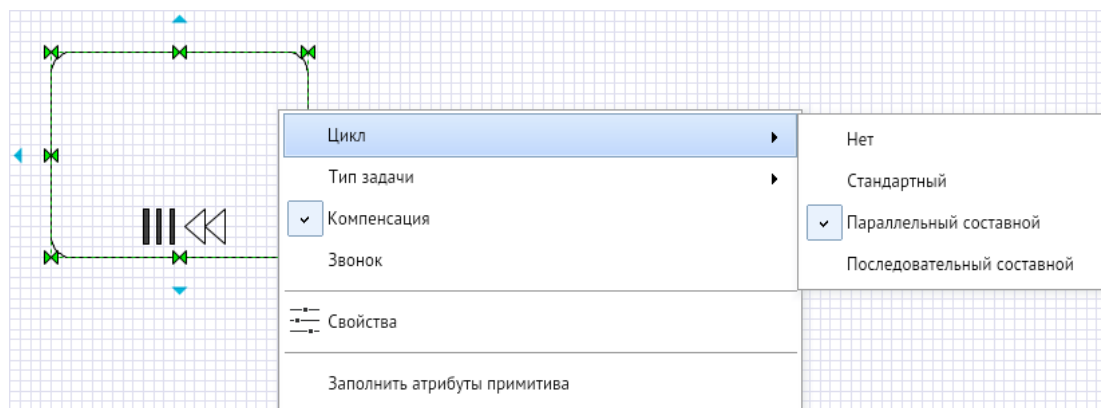 Цикл
Тип задачи
Компенсация
Звонок
Свойства
Заполнить атрибуты примитива
Нет
Стандартный
Параллельный составной
Последовательный составной